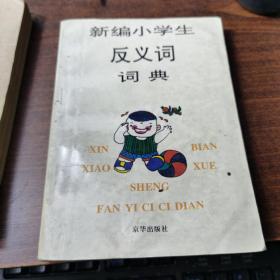 新编小学生
反义词
词典
XIN BIAN
XIAO XUE
SHENG
FAN YI CI CI DIAN
京华出版社